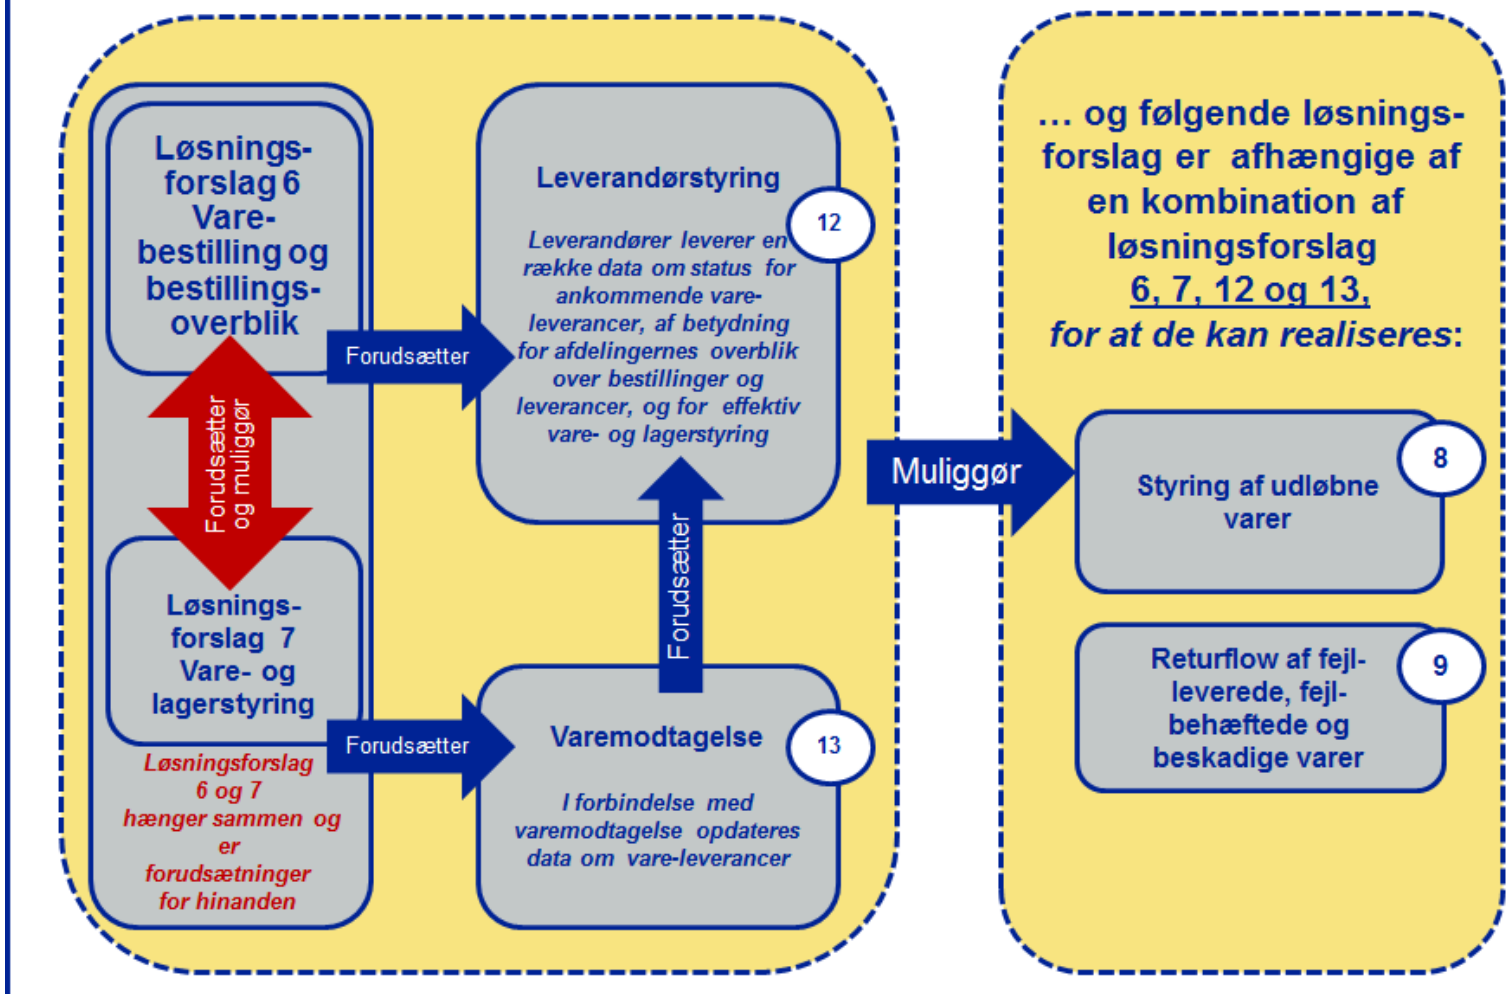 Løsnings-
forslag 6
Vare-
bestilling og
bestillings-
overblik
Forudsætter
og muliggør
Løsnings-
forslag 7
Vare- og
lagerstyring
Løsningsforslag
6 og 7
hænger sammen og
er
forudsætninger
for hinanden
Forudsætter
Forudsætter
Leverandørstyring
12
Leverandører leverer en
række data om status for
ankommende vare-
leverancer, af betydning
for afdelingernes overblik
over bestillinger og
leverancer, og for effektiv
vare- og lagerstyring
Forudsætter
Varemodtagelse
13
I forbindelse med
varemodtagelse opdateres
data om vare-leverancer
Muliggør
... og følgende løsnings-
forslag er afhængige af
en kombination af
løsningsforslag
6, 7, 12 og 13,
for at de kan realiseres:
8
Styring af udløbne
varer
9
Returflow af fejl-
leverede, fejl-
behæftede og
beskadige varer